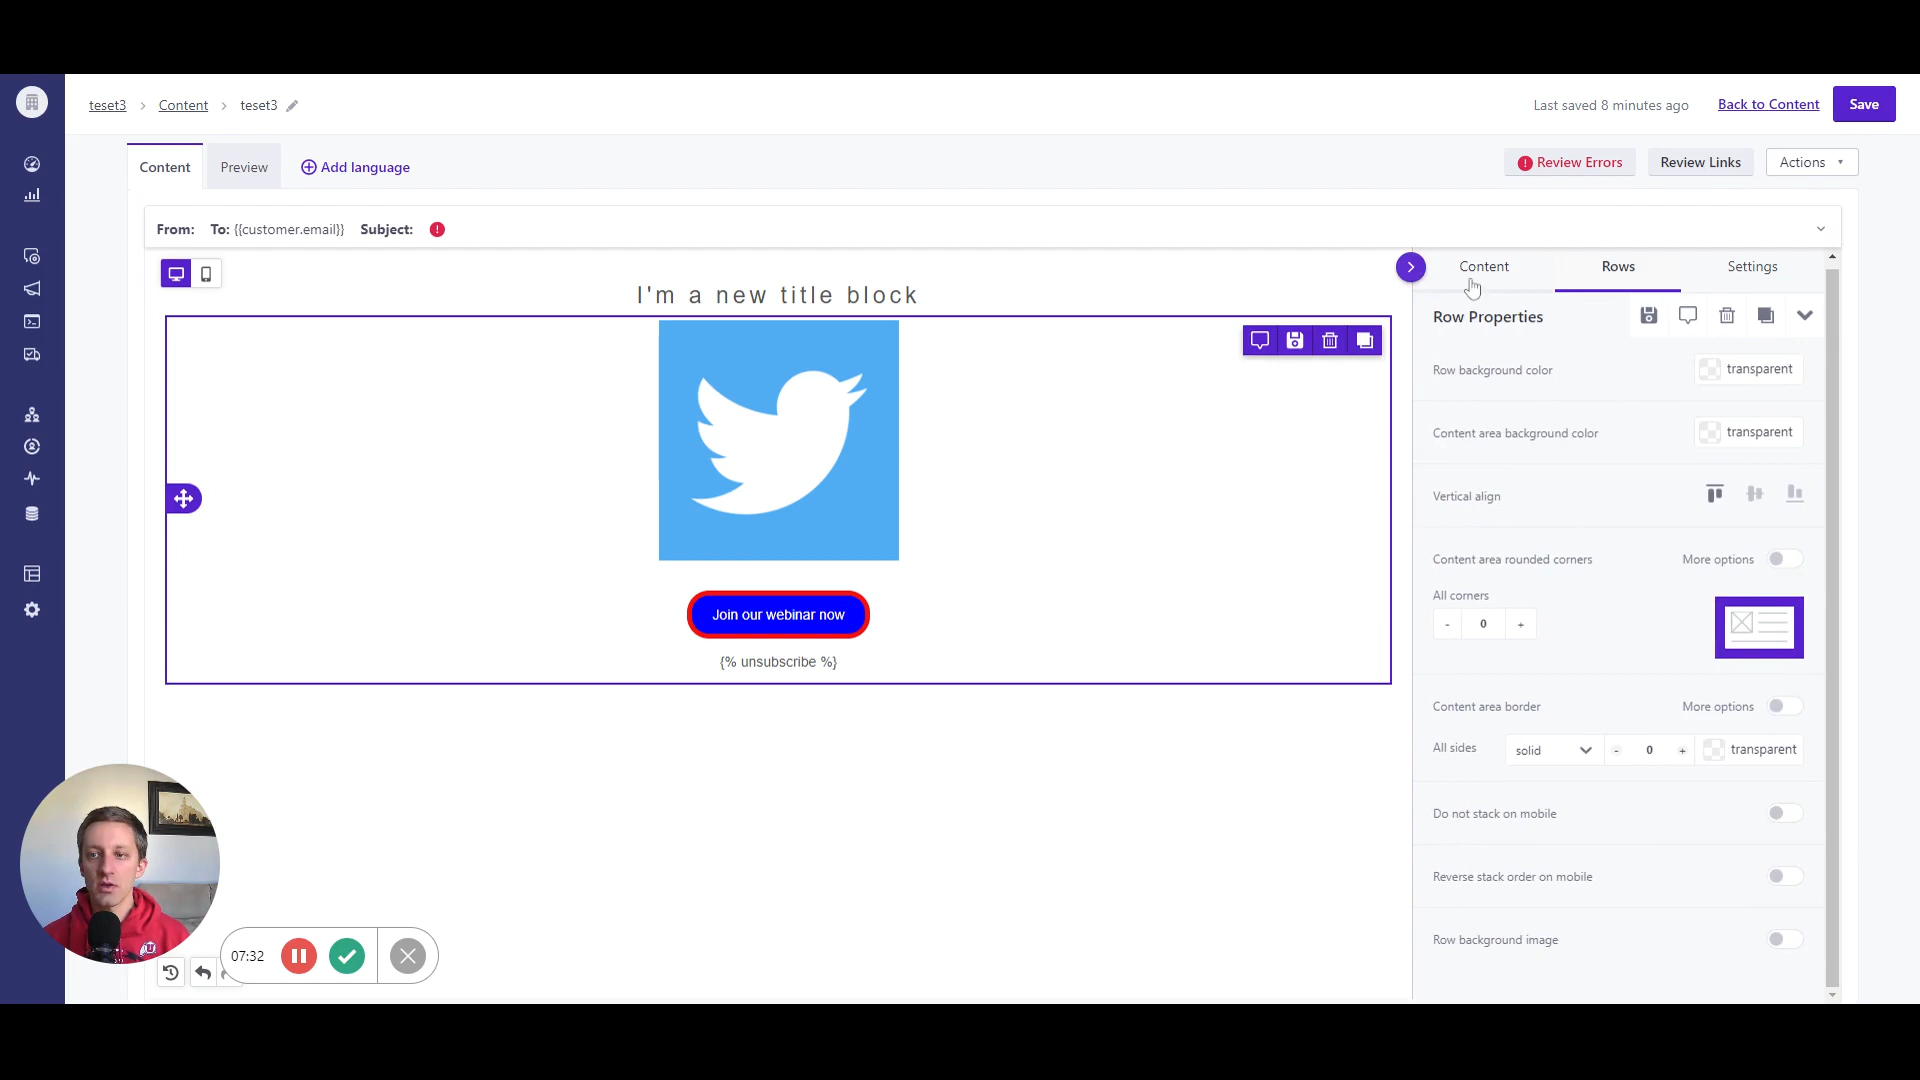 teset3 > Content > teset3
Last saved 8 minutes ago
Back to Content
Save
Content
Preview
Add language
Review Errors
Review Links
Actions
From: To: {{customer.email}} Subject:
Content
Rows
Settings
I'm a new title block
Row Properties
Row background color
transparent
Content area background color
transparent
Vertical align
Content area rounded corners
More options
All corners
- 0 +
Join our webinar now
{% unsubscribe %}
Content area border
More options
All sides
solid
- 0 +
transparent
Do not stack on mobile
Reverse stack order on mobile
Row background image
07:32